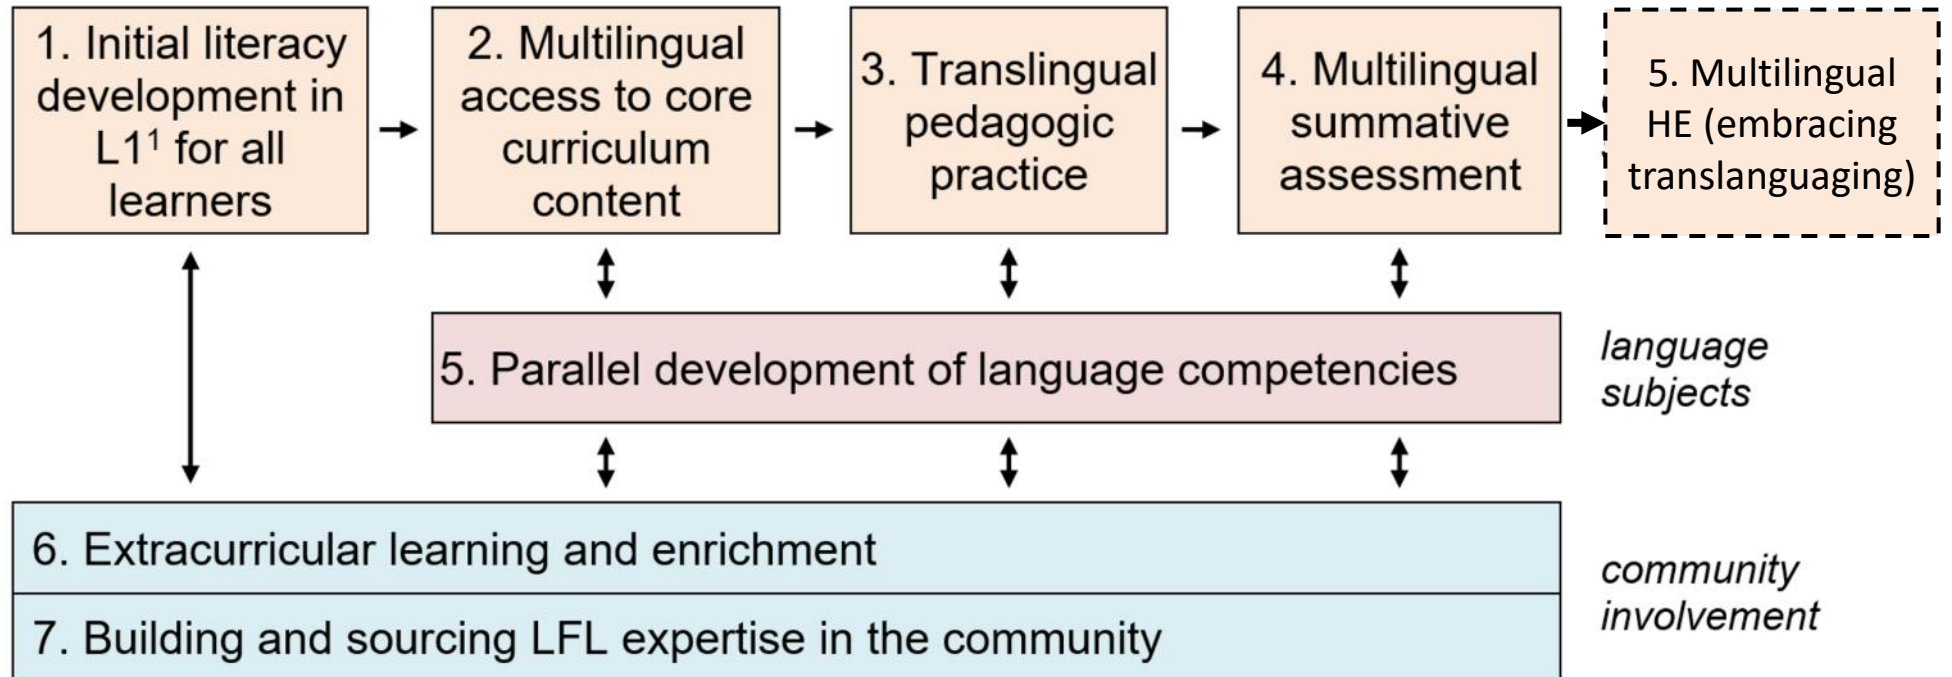 1. Initial literacy
development in
L1¹ for all
learners
2. Multilingual
access to core
curriculum
content
3. Translingual
pedagogic
practice
4. Multilingual
summative
assessment
5. Multilingual
HE (embracing
translanguaging)
5. Parallel development of language competencies
language
subjects
6. Extracurricular learning and enrichment
7. Building and sourcing LFL expertise in the community
community
involvement